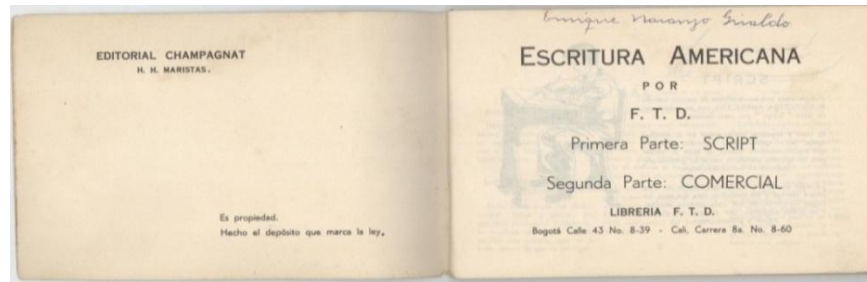 EDITORIAL CHAMPAGNAT
H. H. MARISTAS.
Es propiedad.
Hecho el depósito que marca la ley.
Enrique Naranjo Giraldo
ESCRITURA AMERICANA
POR
F. T. D.
Primera Parte: SCRIPT
Segunda Parte: COMERCIAL
LIBRERIA F. T. D.
Bogotá Calle 43 No. 8-39 - Cali, Carrera 8a. No. 8-60